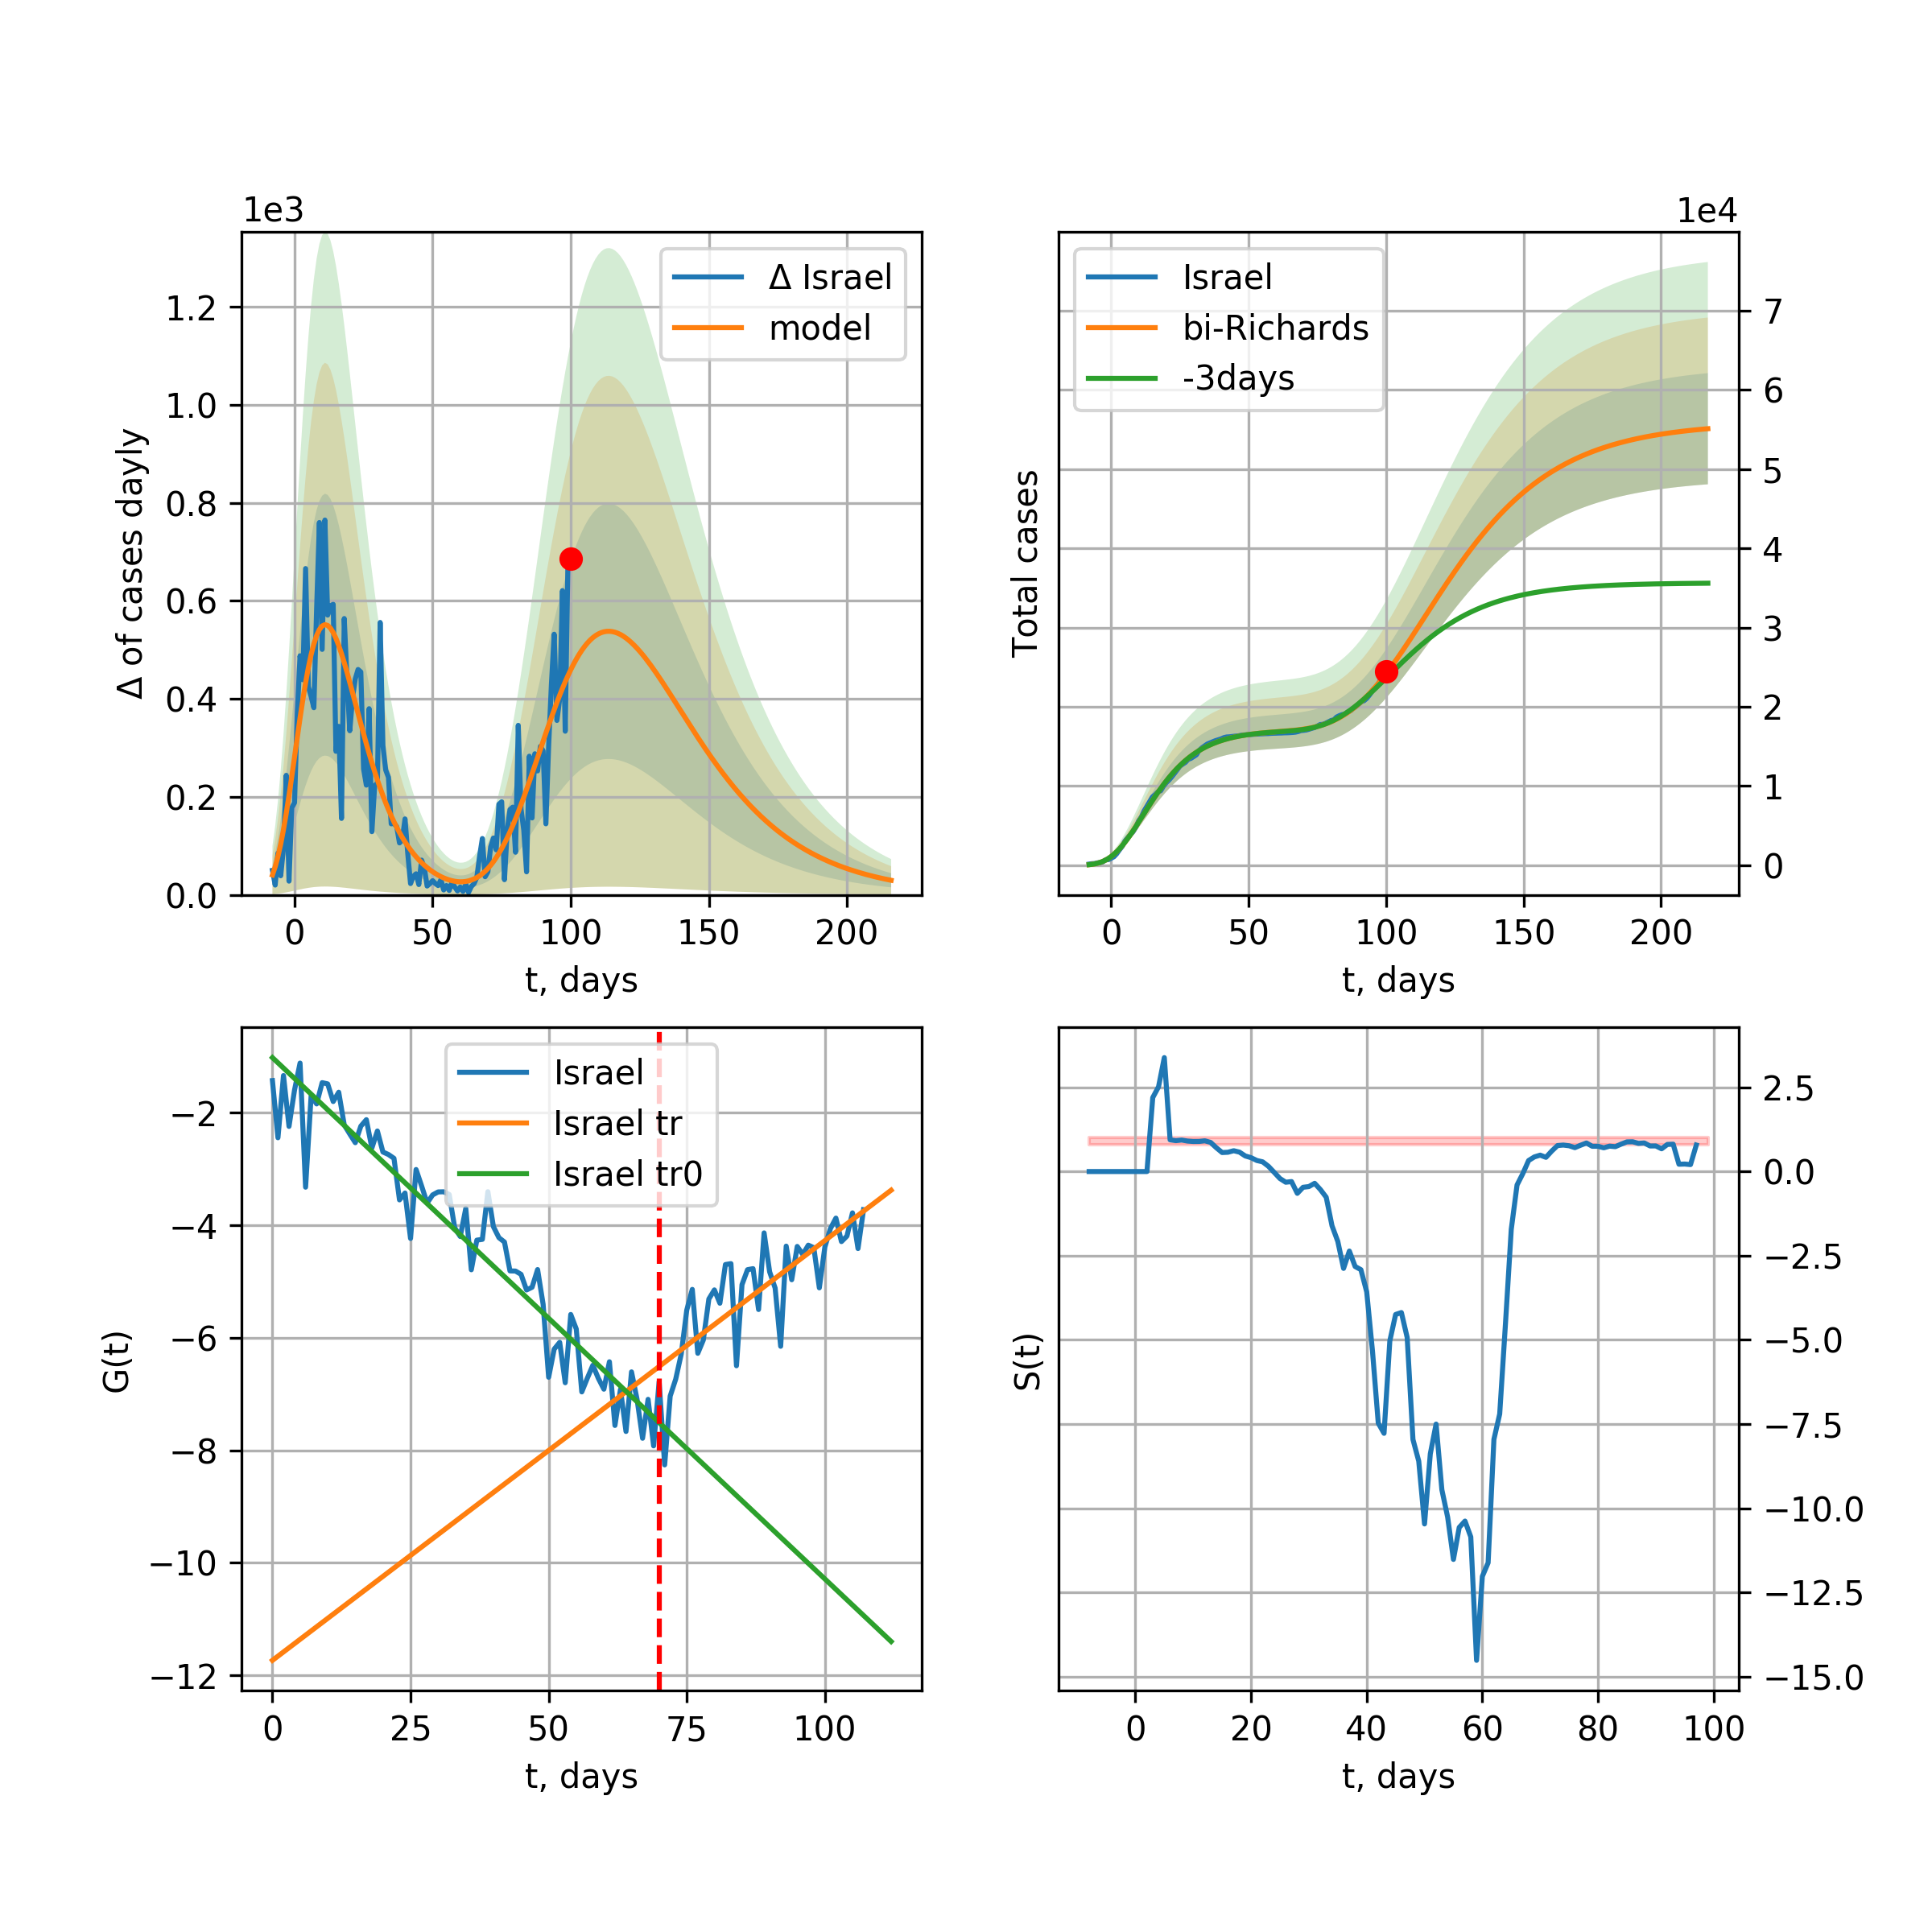 1e3
Δ of cases dayly
1.2
1.0
0.8
0.6
0.4
0.2
0.0
0 50 100 150 200
t, days
Δ Israel
model
1e4
Total cases
7
6
5
4
3
2
1
0
0 50 100 150 200
t, days
Israel
bi-Richards
-3days
G(t)
−2
−4
−6
−8
−10
−12
0 25 50 75 100
t, days
Israel
Israel tr
Israel tr0
S(t)
2.5
0.0
−2.5
−5.0
−7.5
−10.0
−12.5
−15.0
0 20 40 60 80 100
t, days